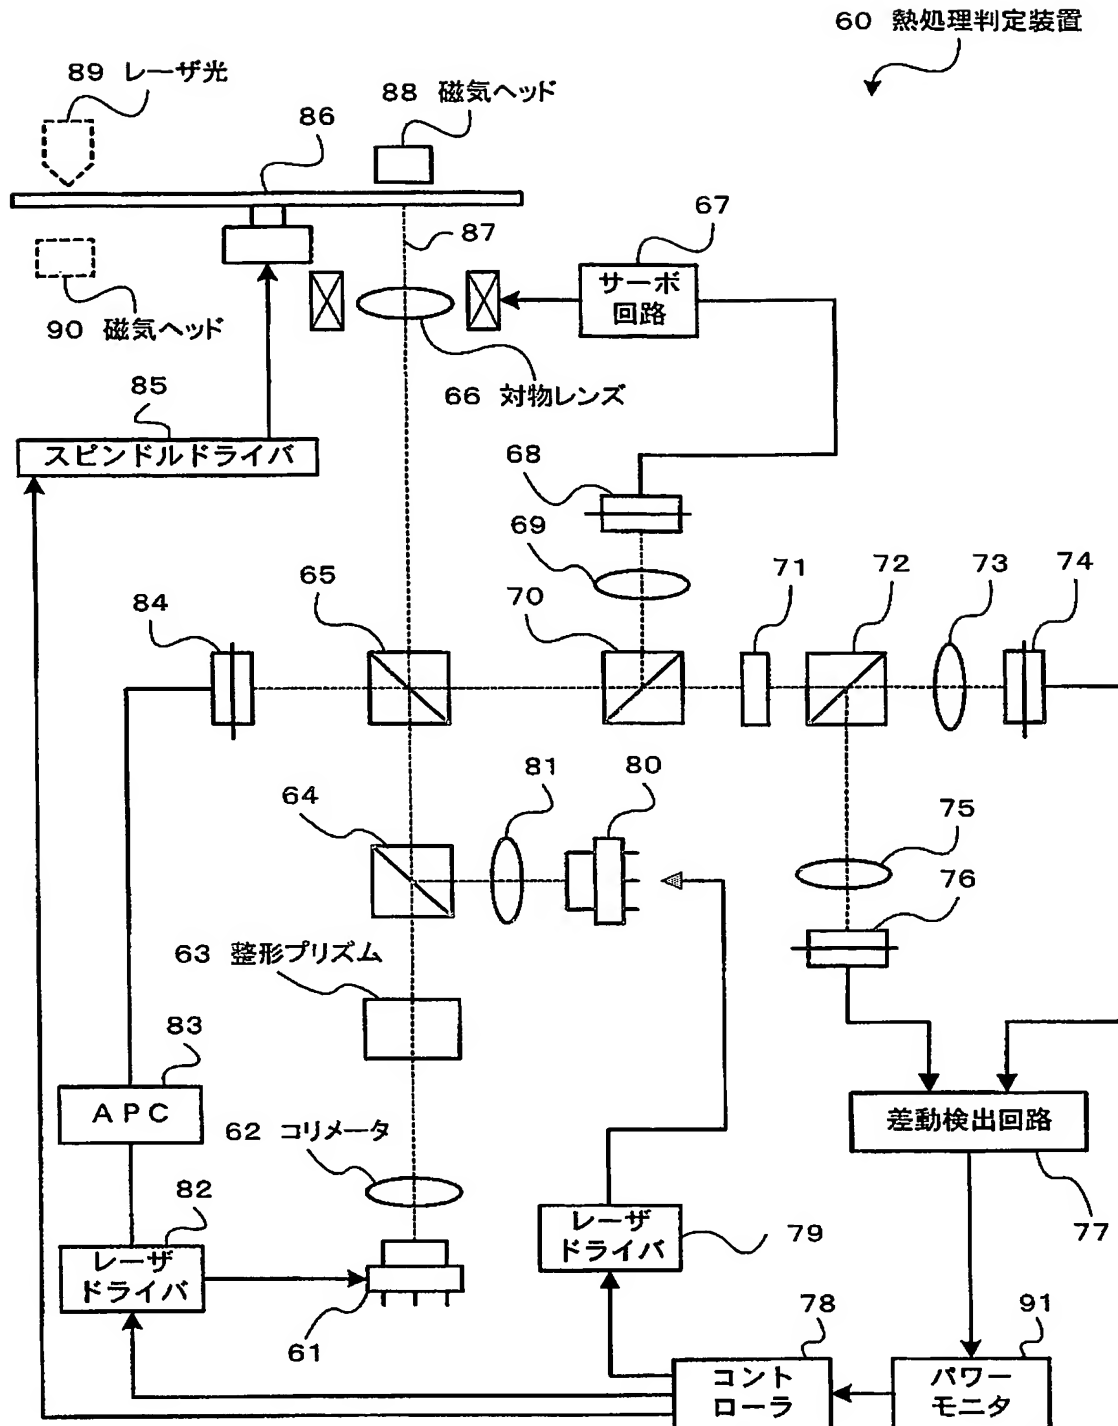 60 熱処理判定装置
89 レーザ光
88 磁気ヘッド
86
67
87
サーボ
回路
90 磁気ヘッド
66 対物レンズ
85
スピンドルドライバ
68
69
65
71
72
73
74
84
70
81
80
64
75
76
63 整形プリズム
83
APC
差動検出回路
62 コリメータ
82
レーザ
ドライバ
79
77
レーザ
ドライバ
61
78
91
コント
ローラ
パワー
モニタ